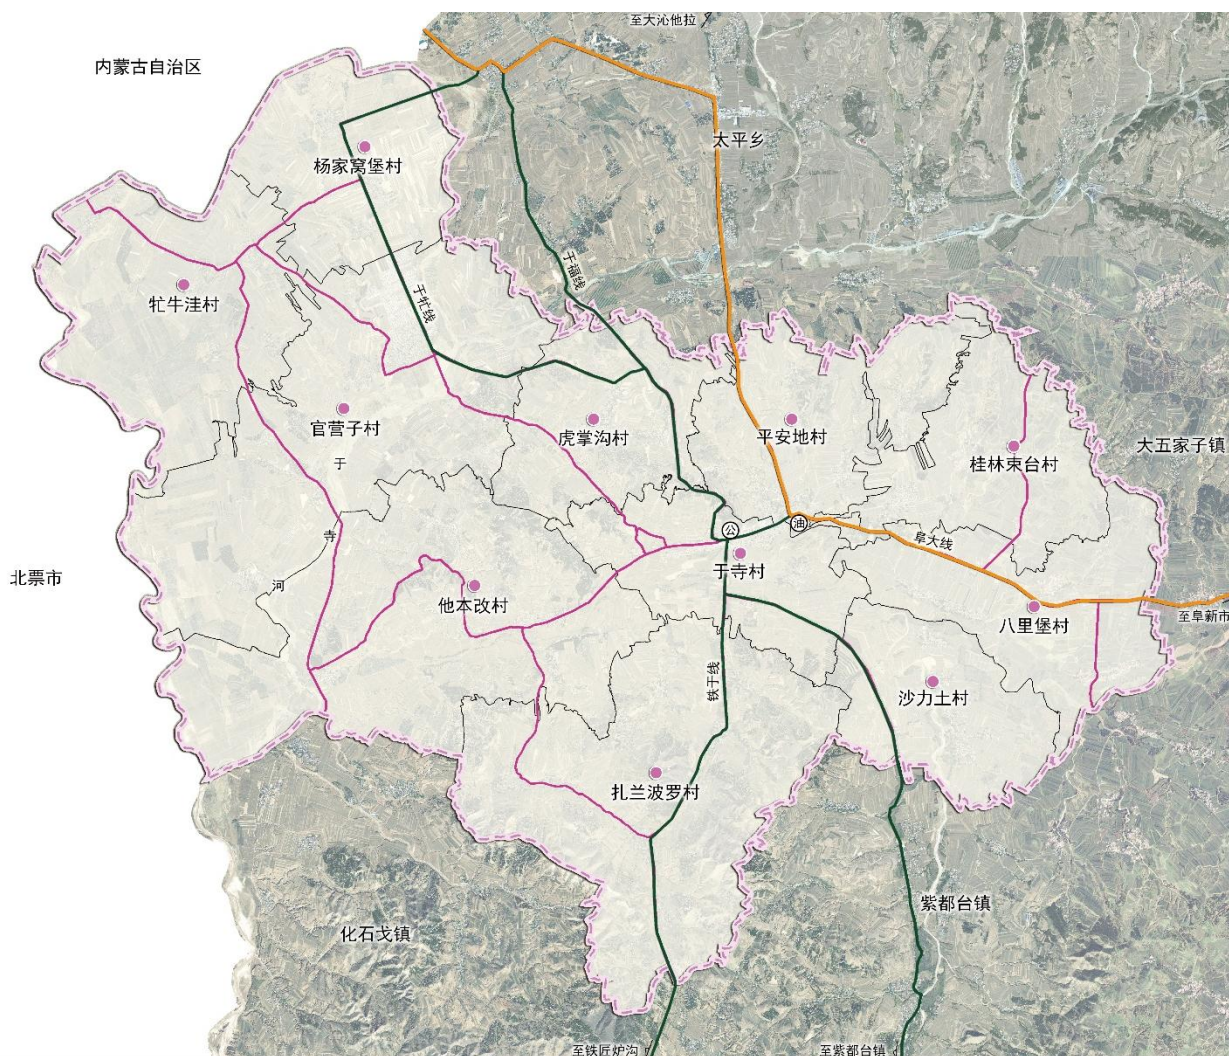 至大沁他拉
内蒙古自治区
太平乡
杨家窝堡村
于福线
牤牛洼村
于牤线
官营子村
虎掌沟村
平安地村
大五家子镇
桂林束台村
于
寺
河
公
油
阜大线
于寺村
北票市
他本改村
八里堡村
至阜新市
铁于线
沙力土村
扎兰波罗村
紫都台镇
化石戈镇
至铁匠炉沟
至紫都台镇